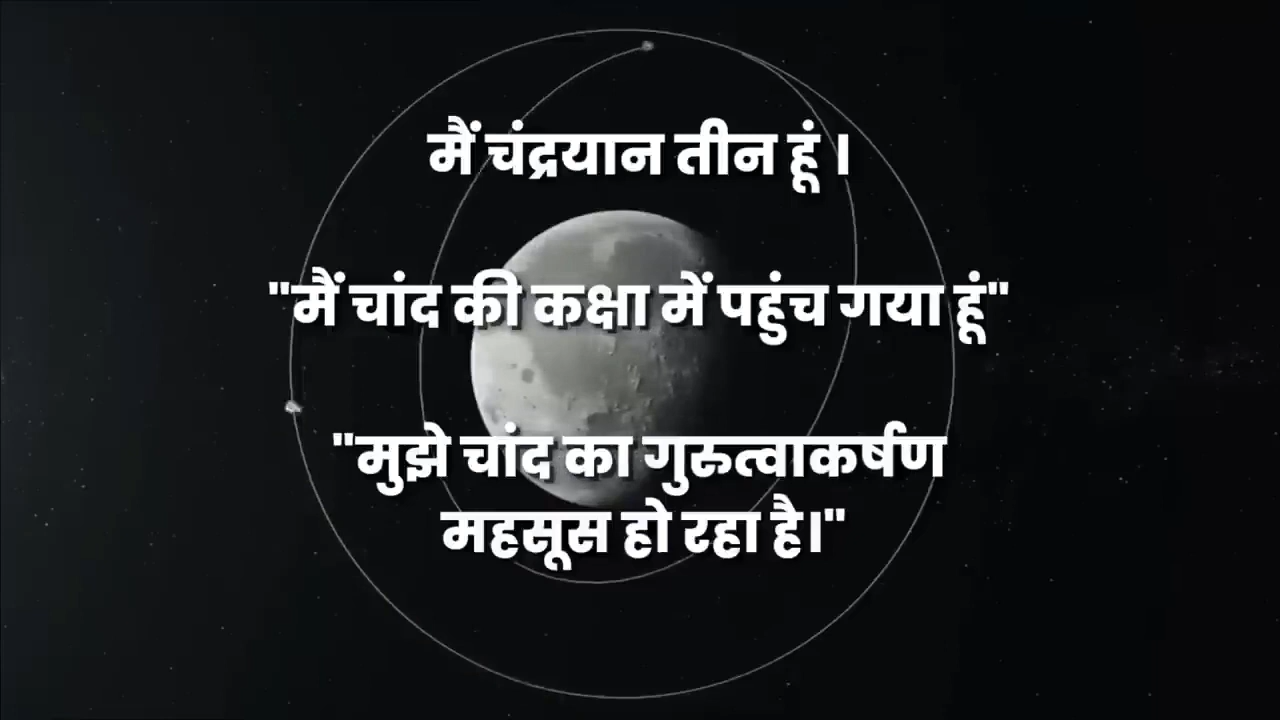 मैं चंद्रयान तीन हूं ।
"मैं चांद की कक्षा में पहुंच गया हूं"
"मुझे चांद का गुरुत्वाकर्षण
महसूस हो रहा है।"